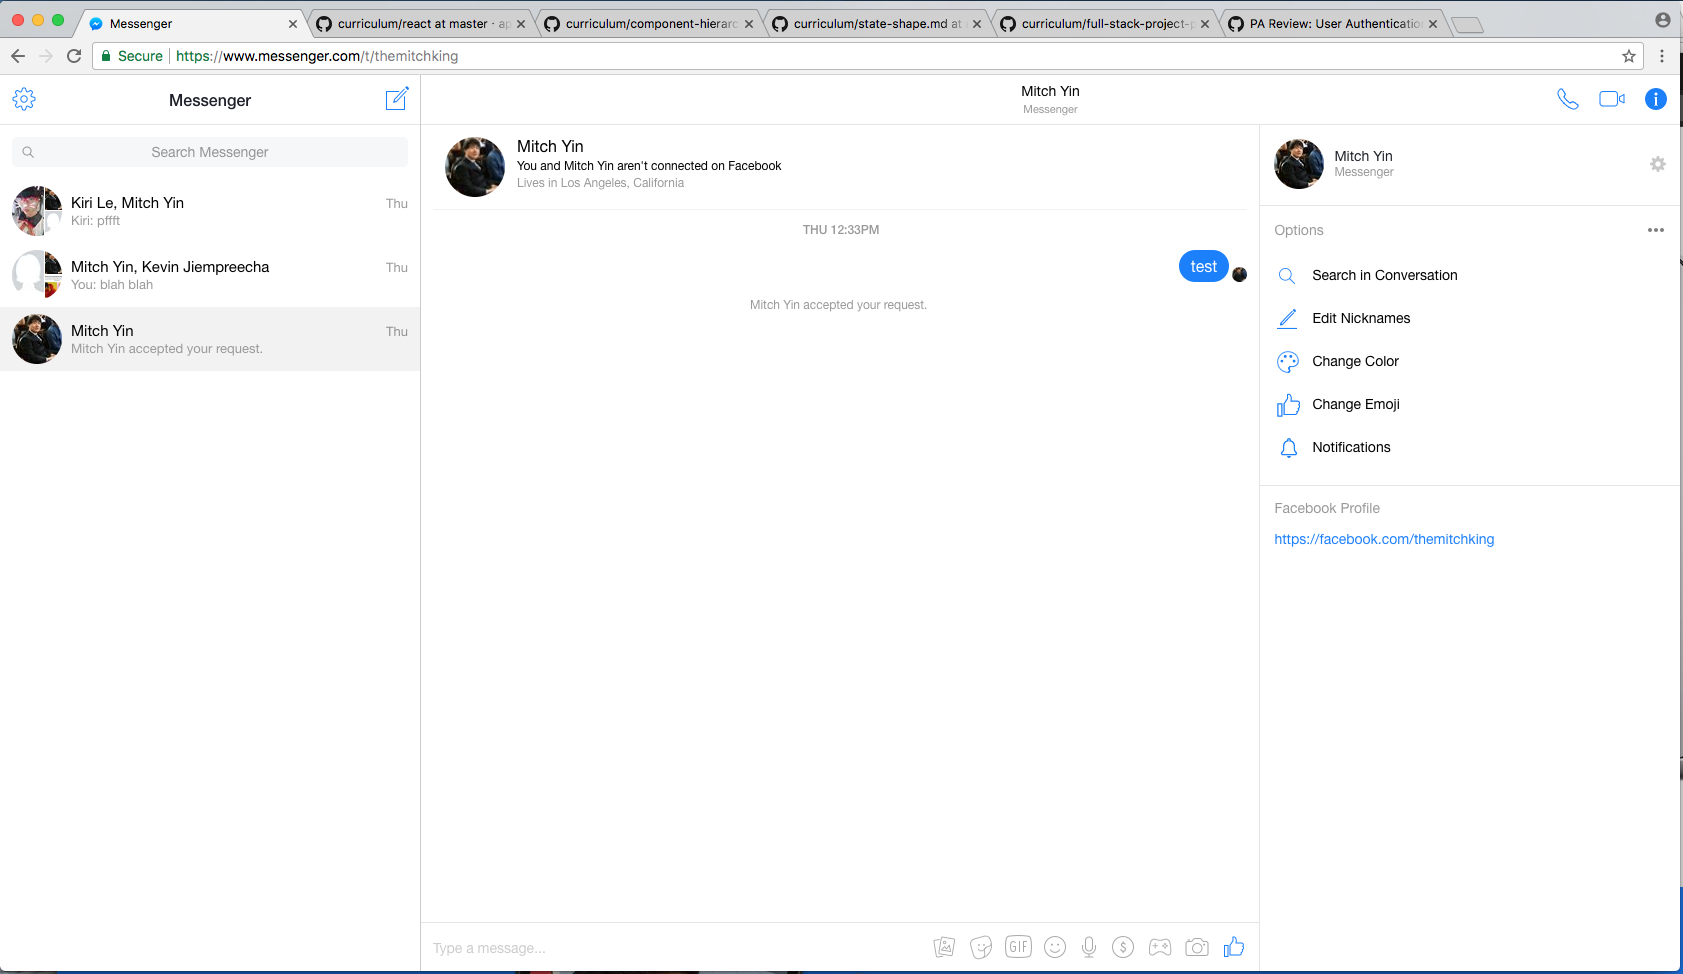 Messenger
curriculum/react at master · ap
curriculum/component-hierarc
curriculum/state-shape.md at
curriculum/full-stack-project-p
PA Review: User Authentication
Secure
https://www.messenger.com/t/themitchking
Messenger
Search Messenger
Kiri Le, Mitch Yin
Thu
Kiri: pffft
Mitch Yin, Kevin Jiempreecha
Thu
You: blah blah
Mitch Yin
Thu
Mitch Yin accepted your request.
Mitch Yin
Messenger
Mitch Yin
You and Mitch Yin aren't connected on Facebook
Lives in Los Angeles, California
THU 12:33PM
test
Mitch Yin accepted your request.
Type a message...
GIF
$
Mitch Yin
Messenger
Options
Search in Conversation
Edit Nicknames
Change Color
Change Emoji
Notifications
Facebook Profile
https://facebook.com/themitchking